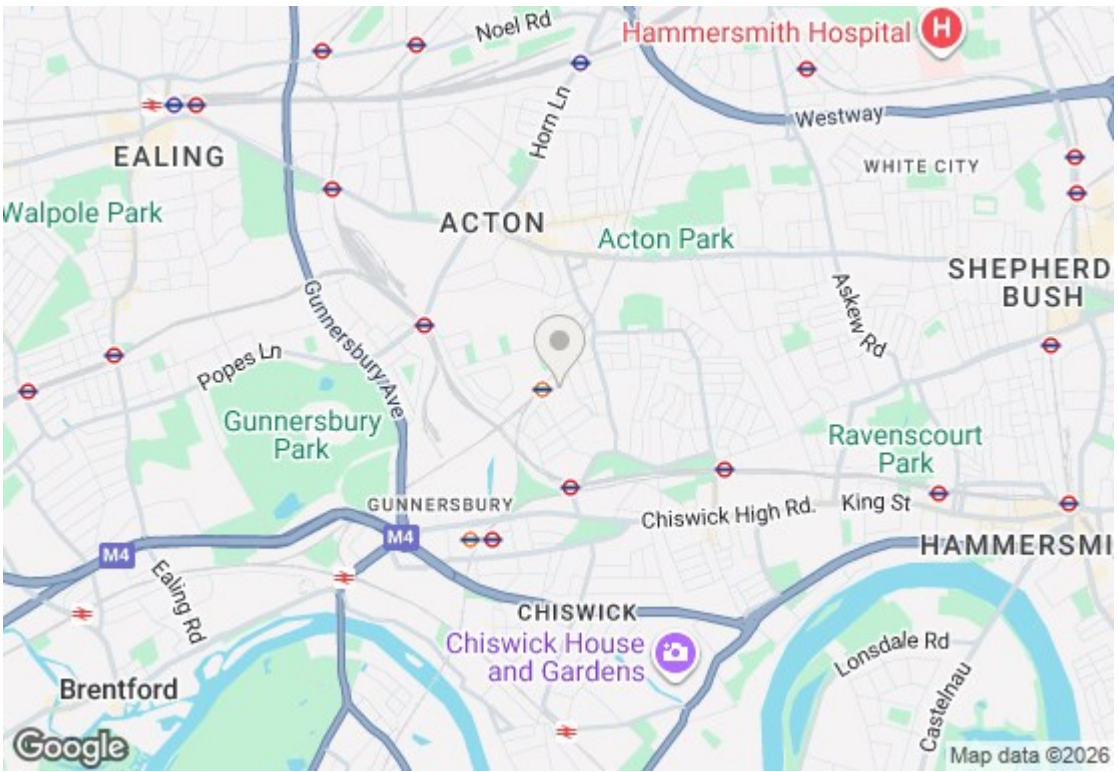 Noel Rd
Hammersmith Hospital
H
Horn Ln
Westway
EALING
WHITE CITY
Walpole Park
ACTON
Acton Park
SHEPHERD
BUSH
Gunnersbury Ave
Askew Rd
Popes Ln
Gunnersbury
Park
Ravenscourt
Park
GUNNERSBURY
King St
Chiswick High Rd.
M4
M4
HAMMERSMI
Ealing Rd
CHISWICK
Chiswick House
and Gardens
Lonsdale Rd
Brentford
Castelnau
Google
Map data ©2026